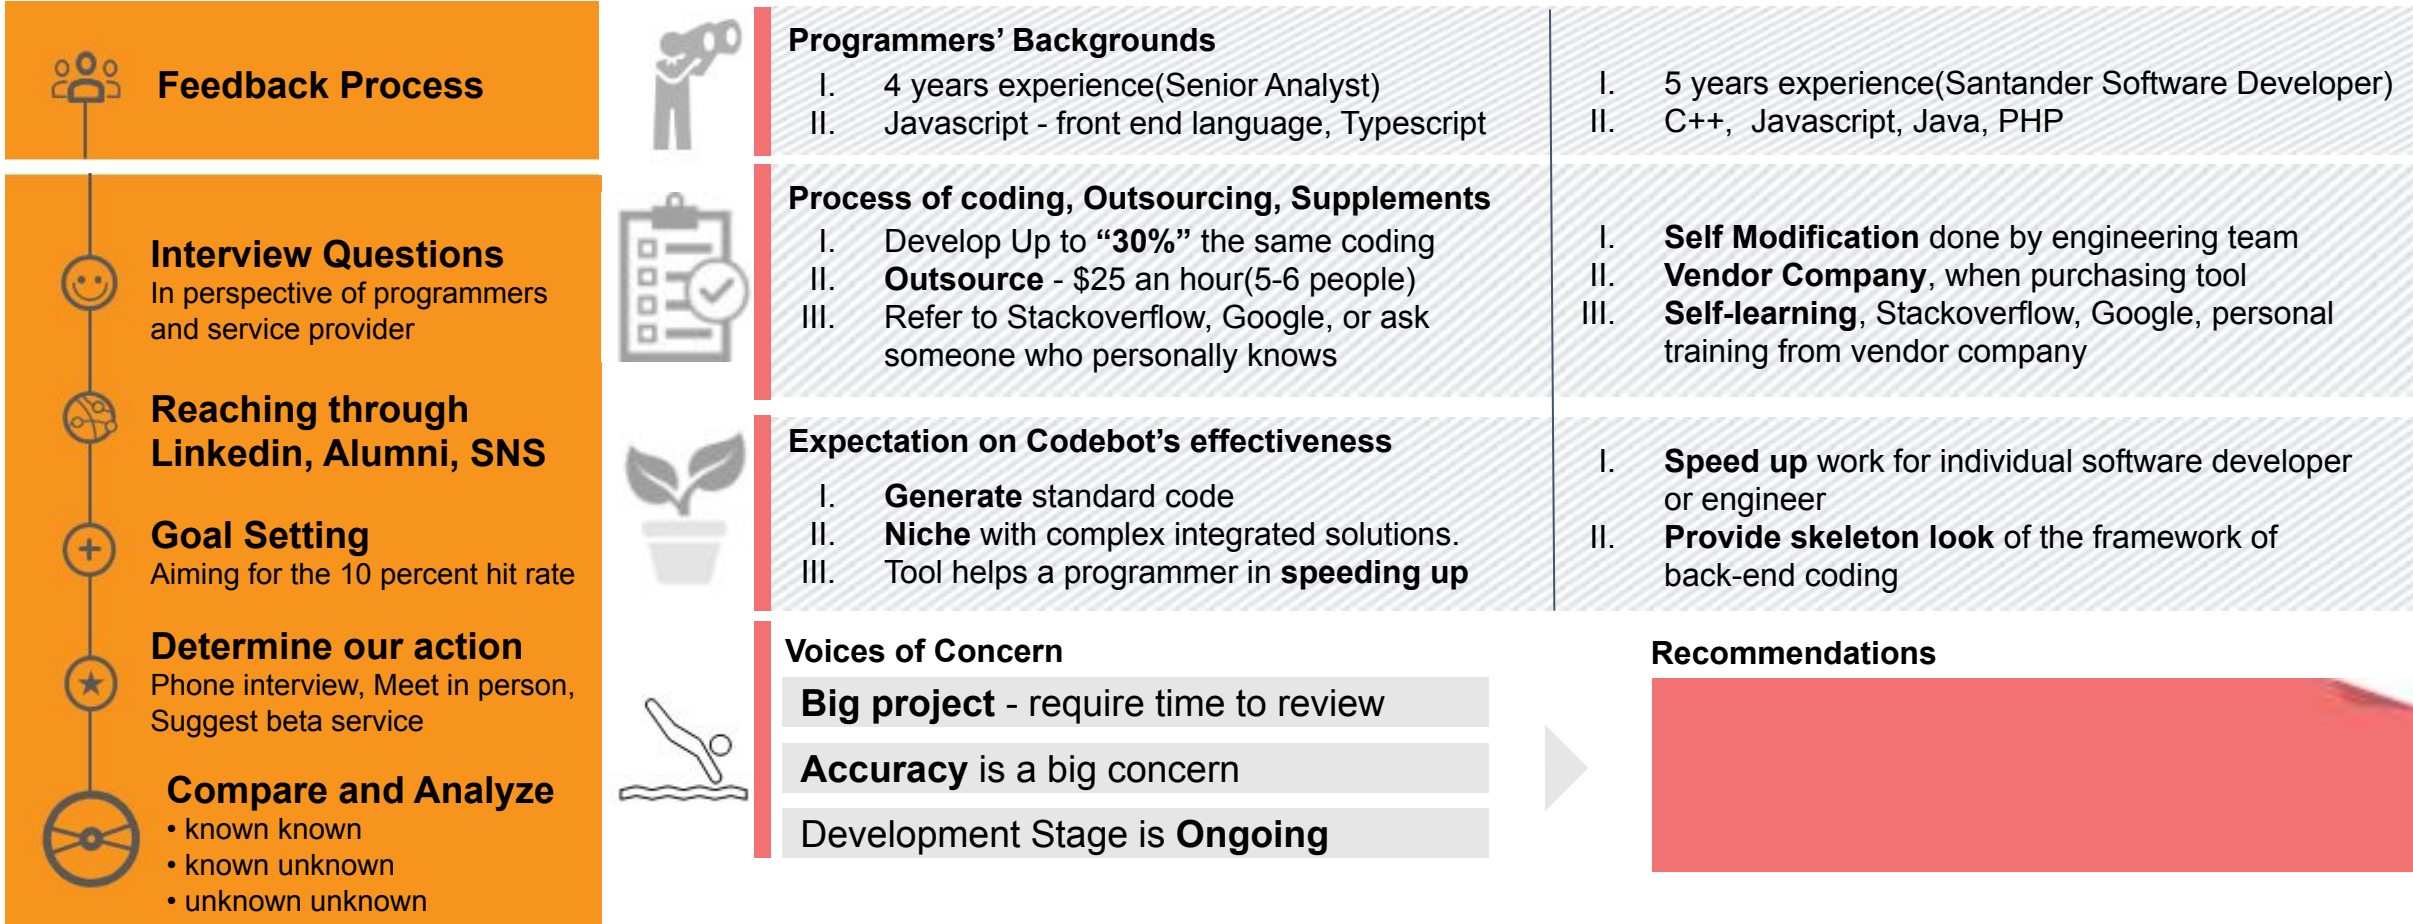 Feedback Process
Interview Questions
In perspective of programmers
and service provider
Reaching through
Linkedin, Alumni, SNS
Goal Setting
Aiming for the 10 percent hit rate
Determine our action
Phone interview, Meet in person,
Suggest beta service
Compare and Analyze
• known known
• known unknown
• unknown unknown
Programmers’ Backgrounds
I. 4 years experience(Senior Analyst)
II. Javascript - front end language, Typescript
I. 5 years experience(Santander Software Developer)
II. C++, Javascript, Java, PHP
Process of coding, Outsourcing, Supplements
I. Develop Up to “30%” the same coding
II. Outsource - $25 an hour(5-6 people)
III. Refer to Stackoverflow, Google, or ask
someone who personally knows
I. Self Modification done by engineering team
II. Vendor Company, when purchasing tool
III. Self-learning, Stackoverflow, Google, personal
training from vendor company
Expectation on Codebot’s effectiveness
I. Generate standard code
II. Niche with complex integrated solutions.
III. Tool helps a programmer in speeding up
I. Speed up work for individual software developer
or engineer
II. Provide skeleton look of the framework of
back-end coding
Voices of Concern
Big project - require time to review
Accuracy is a big concern
Development Stage is Ongoing
Recommendations